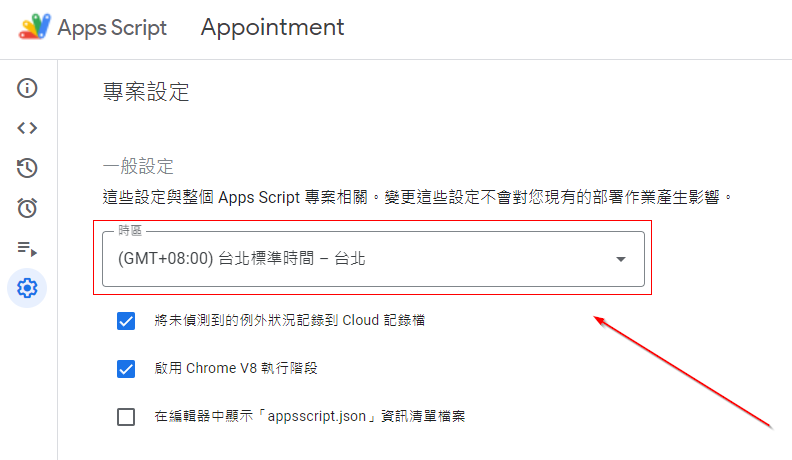 Apps Script Appointment
專案設定
一般設定
這些設定與整個 Apps Script 專案相關。變更這些設定不會對您現有的部署作業產生影響。
時區
(GMT+08:00) 台北標準時間 – 台北
將未偵測到的例外狀況記錄到 Cloud 記錄檔
啟用 Chrome V8 執行階段
在編輯器中顯示「appsscript.json」資訊清單檔案